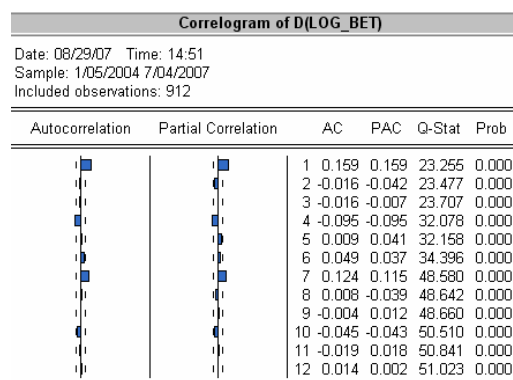 Correlogram of D(LOG_BET)
Date: 08/29/07 Time: 14:51
Sample: 1/05/2004 7/04/2007
Included observations: 912
Autocorrelation Partial Correlation AC PAC Q-Stat Prob
1 0.159 0.159 23.255 0.000
2 -0.016 -0.042 23.477 0.000
3 -0.016 -0.007 23.707 0.000
4 -0.095 -0.095 32.078 0.000
5 0.009 0.041 32.158 0.000
6 0.049 0.037 34.396 0.000
7 0.124 0.115 48.580 0.000
8 0.008 -0.039 48.642 0.000
9 -0.004 0.012 48.660 0.000
10 -0.045 -0.043 50.510 0.000
11 -0.019 0.018 50.841 0.000
12 0.014 0.002 51.023 0.000